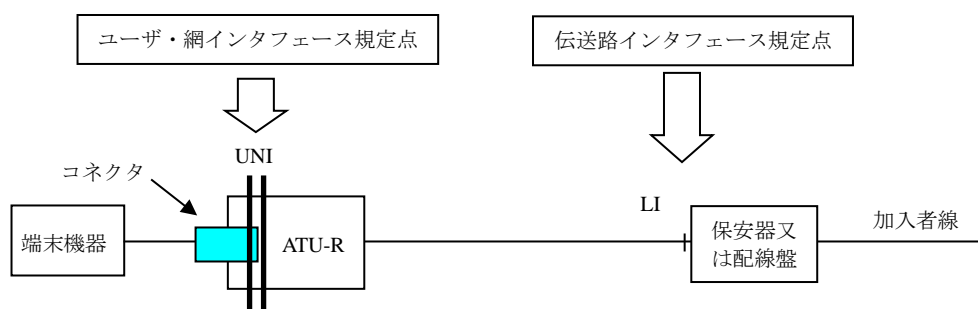 ユーザ・網インタフェース規定点
伝送路インタフェース規定点
UNI
コネクタ
LI
端末機器
ATU-R
保安器又
は配線盤
加入者線